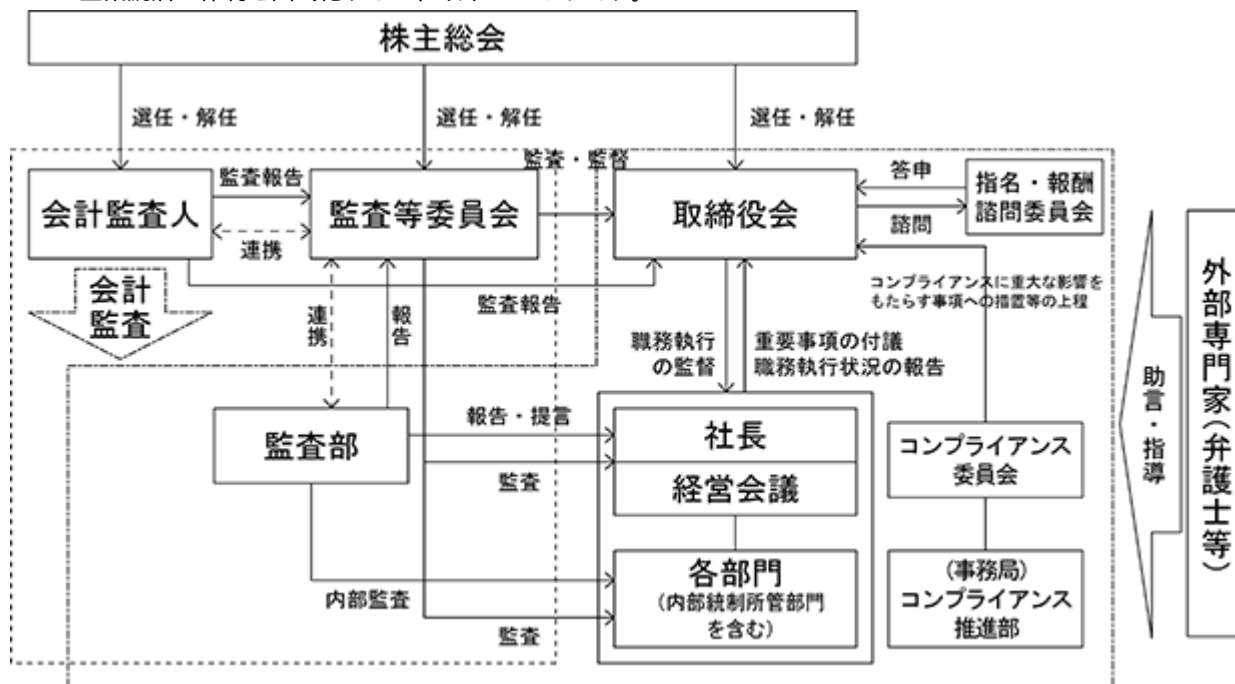 株主総会
選任・解任
選任・解任
選任・解任
監査・監督
会計監査人
監査報告
連携
監査等委員会
取締役会
答申
諮問
指名・報酬
諮問委員会
会計
監査
監査報告
連携
報告
コンプライアンスに重大な影響を
もたらす事項への措置等の上程
職務執行
の監督
重要事項の付議
職務執行状況の報告
監査部
報告・提言
監査
社長
経営会議
コンプライアンス
委員会
内部監査
監査
各部門
(内部統制所管部門
を含む)
(事務局)
コンプライアンス
推進部
助言・指導
外部専門家(弁護士等)